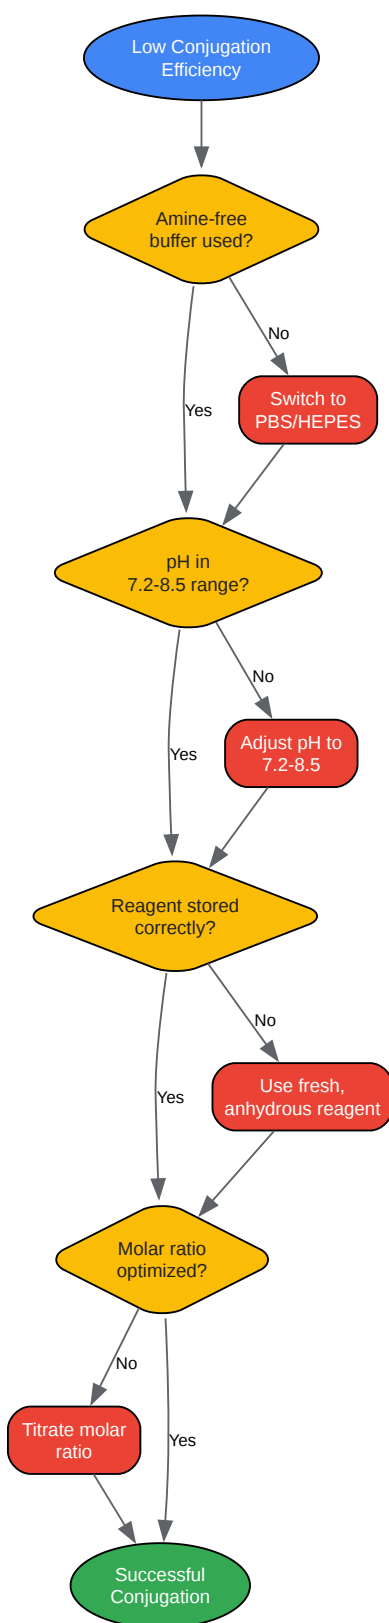 Low Conjugation
Efficiency
Amine-free
buffer used?
No
Yes
Switch to
PBS/HEPES
pH in
7.2-8.5 range?
No
Yes
Adjust pH to
7.2-8.5
Reagent stored
correctly?
No
Yes
Use fresh,
anhydrous reagent
Molar ratio
optimized?
No
Yes
Titrate molar
ratio
Successful
Conjugation